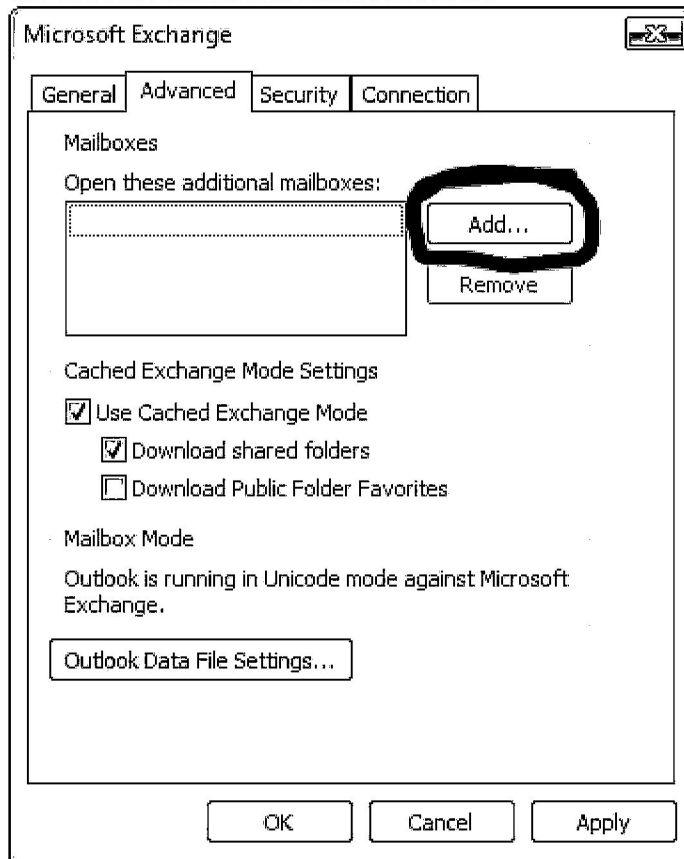 Microsoft Exchange
General Advanced Security Connection
Mailboxes
Open these additional mailboxes:
Add...
Remove
Cached Exchange Mode Settings
Use Cached Exchange Mode
Download shared folders
Download Public Folder Favorites
Mailbox Mode
Outlook is running in Unicode mode against Microsoft
Exchange.
Outlook Data File Settings...
OK Cancel Apply